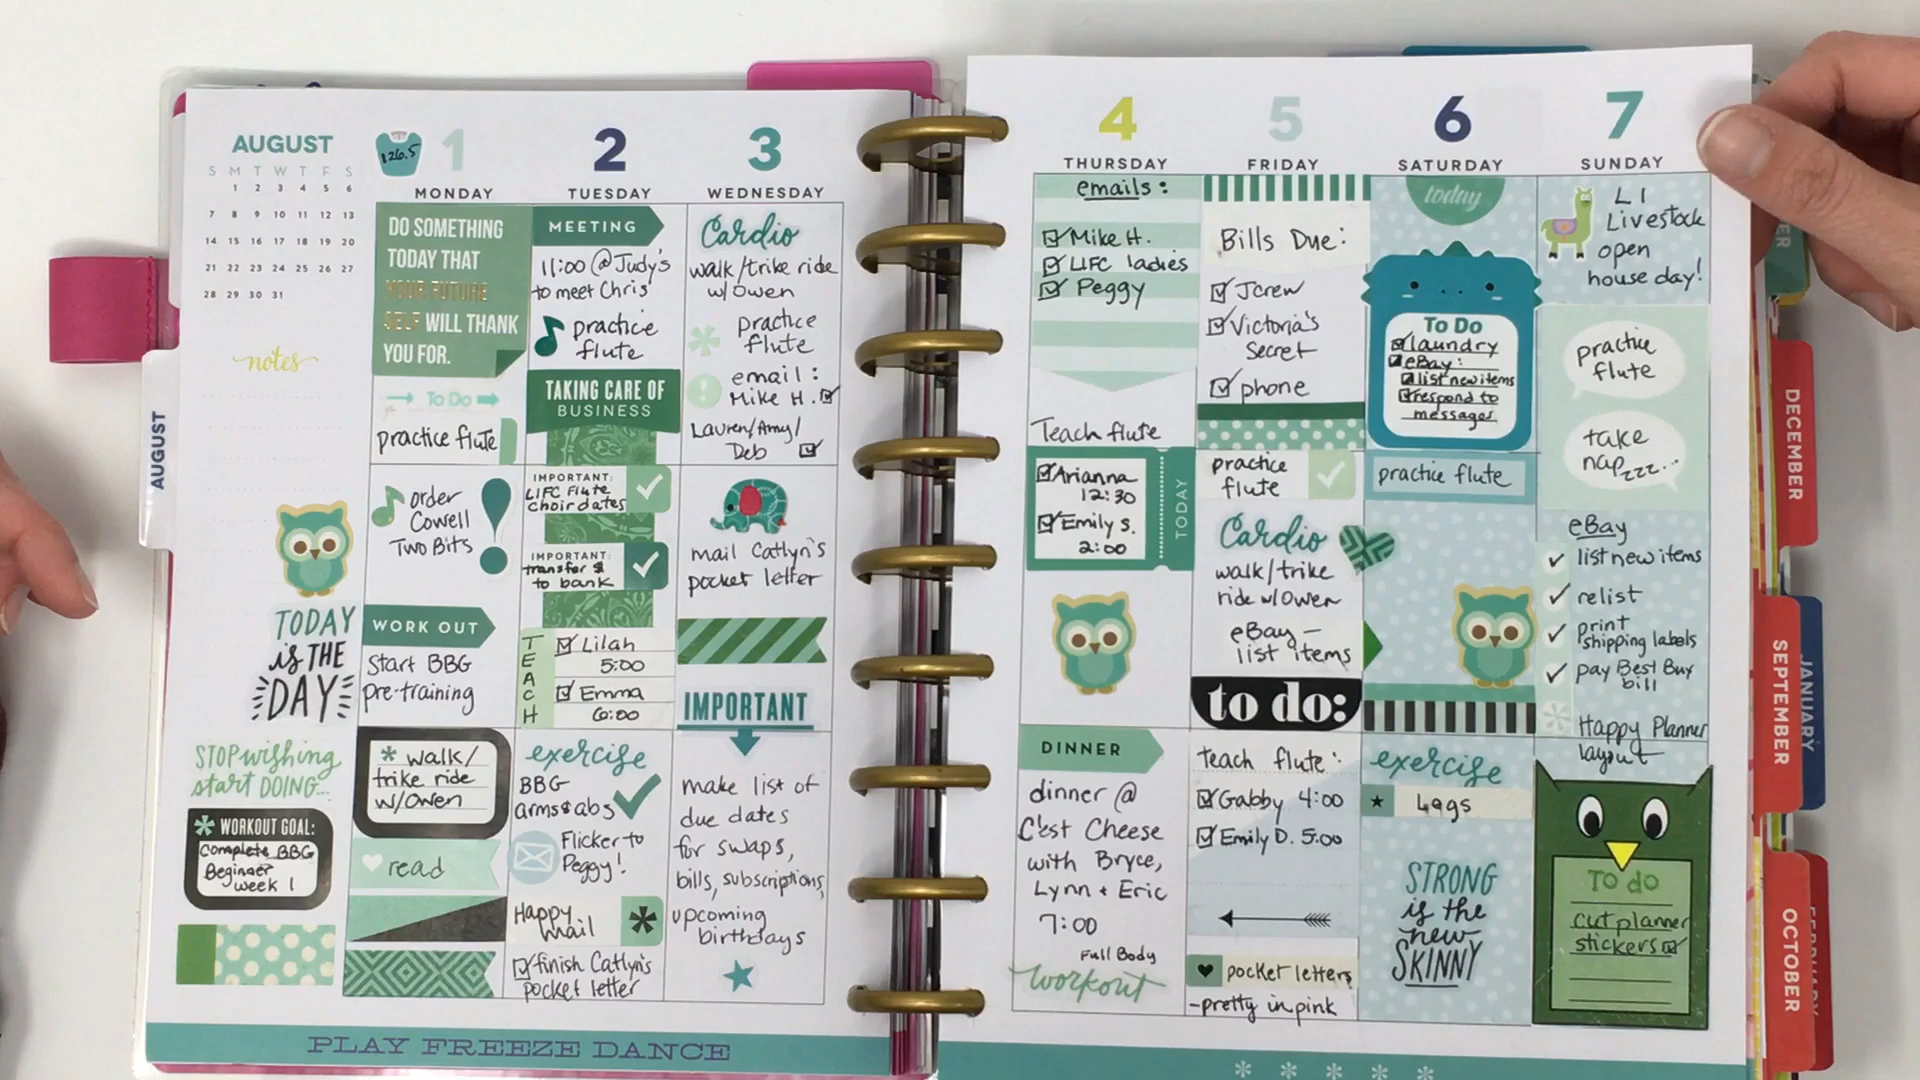 AUGUST
S M T W T F S
1 2 3 4 5 6
7 8 9 10 11 12 13
14 15 16 17 18 19 20
21 22 23 24 25 26 27
28 29 30 31
notes
TODAY
is THE
DAY
STOP wishing
start DOING...
* WORKOUT GOAL:
Complete BBG
Beginner
week 1
AUGUST
126.5
1
MONDAY
DO SOMETHING
TODAY THAT
YOUR FUTURE
SELF WILL THANK
YOU FOR.
To Do
practice flute
order
Cowell
Two Bits
WORK OUT
Start BBG
pre-training
* walk/
trike ride
w/Owen
read
2
TUESDAY
MEETING
11:00 @ Judy's
to meet Chris
practice
flute
TAKING CARE OF
BUSINESS
IMPORTANT:
LIFC Flute
choir dates
IMPORTANT:
transfer $
to bank
TEACH
Lilah
5:00
Emma
6:00
exercise
BBG
arms & abs
Flicker to
Peggy!
Happy
mail
finish Catlyn's
pocket letter
3
WEDNESDAY
Cardio
walk/trike ride
w/Owen
practice
flute
email:
Mike H.
Lauren/Amy/
Deb
mail Catlyn's
pocket letter
IMPORTANT
make list of
due dates
for swaps,
bills, subscriptions,
upcoming
birthdays
PLAY FREEZE DANCE
4
THURSDAY
emails:
Mike H.
LIFC ladies
Peggy
Teach flute
Arianna
12:30
Emily S.
2:00
TODAY
DINNER
dinner @
C'est Cheese
with Bryce,
Lynn + Eric
7:00
Full Body
workout
5
FRIDAY
Bills Due:
Jcrew
Victoria's
Secret
phone
practice
flute
Cardio
walk/trike
ride w/Owen
eBay -
list items
to do:
teach flute:
Gabby 4:00
Emily D. 5:00
pocket letters
-pretty in pink
6
SATURDAY
today
To Do
laundry
eBay:
list new items
respond to
messages
practice flute
exercise
Legs
STRONG
is the
new
SKINNY
7
SUNDAY
LI
Livestock
open
house day!
practice
flute
take
nap zzz...
eBay
list new items
relist
print
shipping labels
pay Best Buy
bill
Happy Planner
layout
To do
cut planner
stickers
DECEMBER
SEPTEMBER
JANUARY
OCTOBER
FEBRUARY